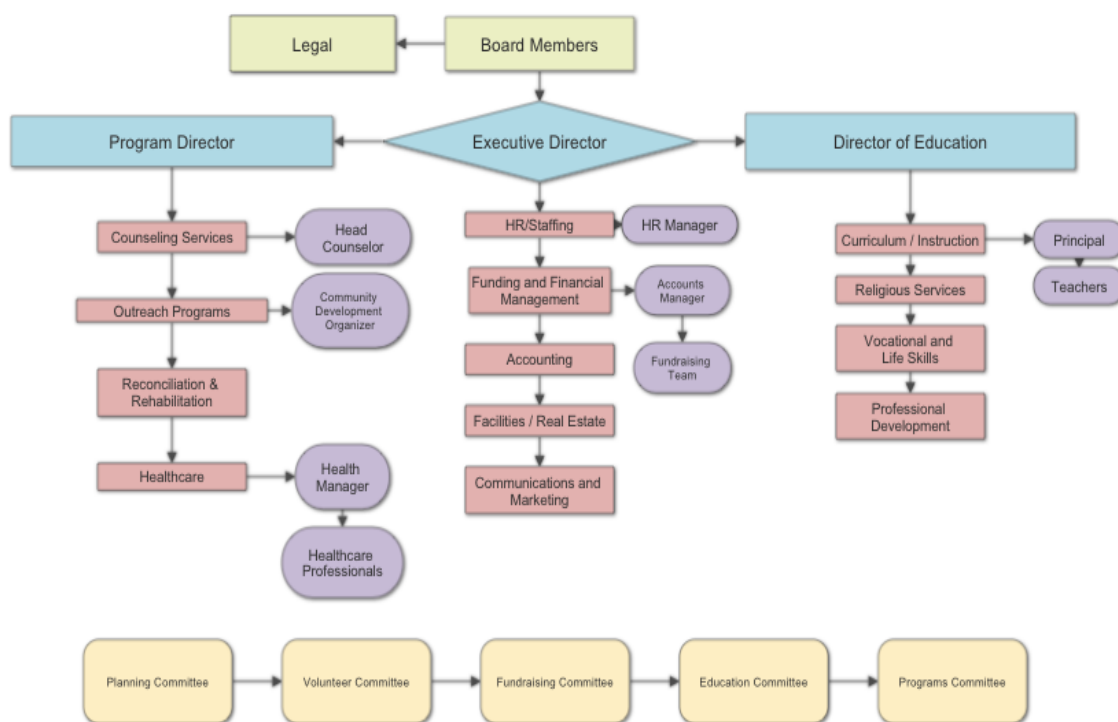 Legal
Board Members
Program Director
Executive Director
Director of Education
Counseling Services
Head
Counselor
HR/Staffing
HR Manager
Curriculum / Instruction
Principal
Outreach Programs
Community
Development
Organizer
Funding and Financial
Management
Accounts
Manager
Religious Services
Teachers
Reconciliation &
Rehabilitation
Accounting
Fundraising
Team
Vocational and
Life Skills
Healthcare
Health
Manager
Facilities / Real Estate
Professional
Development
Healthcare
Professionals
Communications and
Marketing
Planning Committee
Volunteer Committee
Fundraising Committee
Education Committee
Programs Committee